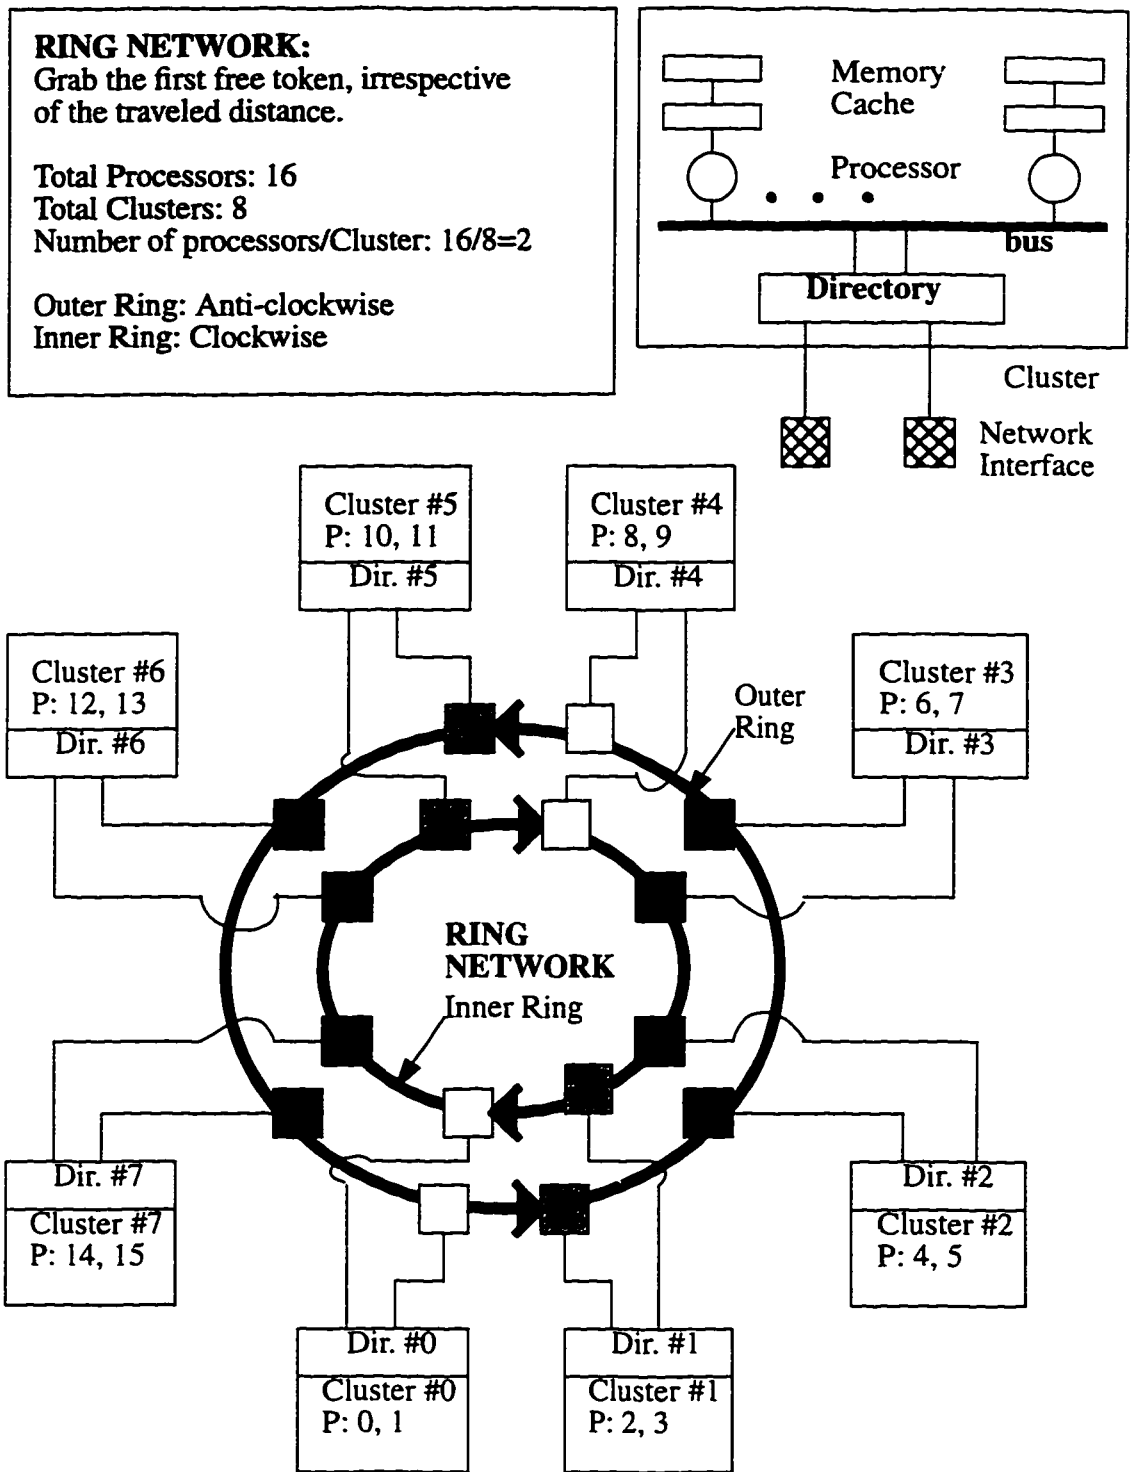 RING NETWORK:
Grab the first free token, irrespective
of the traveled distance.
Total Processors: 16
Total Clusters: 8
Number of processors/Cluster: 16/8=2
Outer Ring: Anti-clockwise
Inner Ring: Clockwise
Memory
Cache
Processor
bus
Directory
Cluster
Network
Interface
Cluster #5
P: 10, 11
Dir. #5
Cluster #4
P: 8, 9
Dir. #4
Cluster #6
P: 12, 13
Dir. #6
Cluster #3
P: 6, 7
Dir. #3
Outer
Ring
RING
NETWORK
Inner Ring
Dir. #7
Cluster #7
P: 14, 15
Dir. #2
Cluster #2
P: 4, 5
Dir. #0
Cluster #0
P: 0, 1
Dir. #1
Cluster #1
P: 2, 3